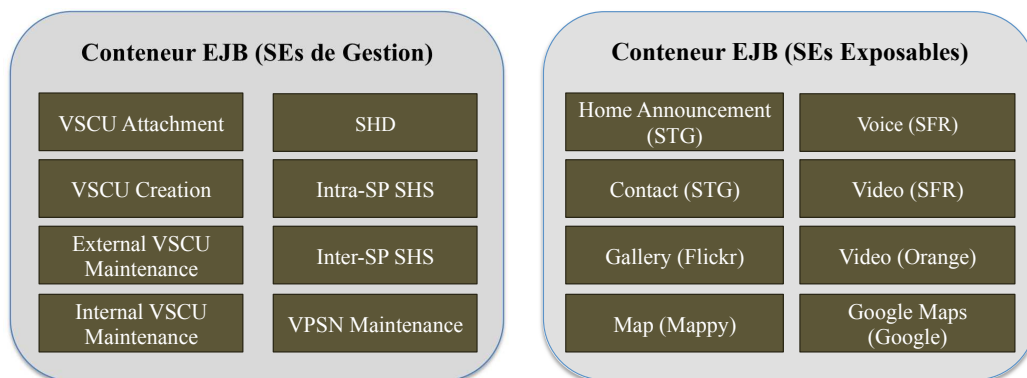 Conteneur EJB (SEs de Gestion)
VSCU Attachment
SHD
VSCU Creation
Intra-SP SHS
External VSCU
Maintenance
Inter-SP SHS
Internal VSCU
Maintenance
VPSN Maintenance
Conteneur EJB (SEs Exposables)
Home Announcement
(STG)
Voice (SFR)
Contact (STG)
Video (SFR)
Gallery (Flickr)
Video (Orange)
Map (Mappy)
Google Maps
(Google)